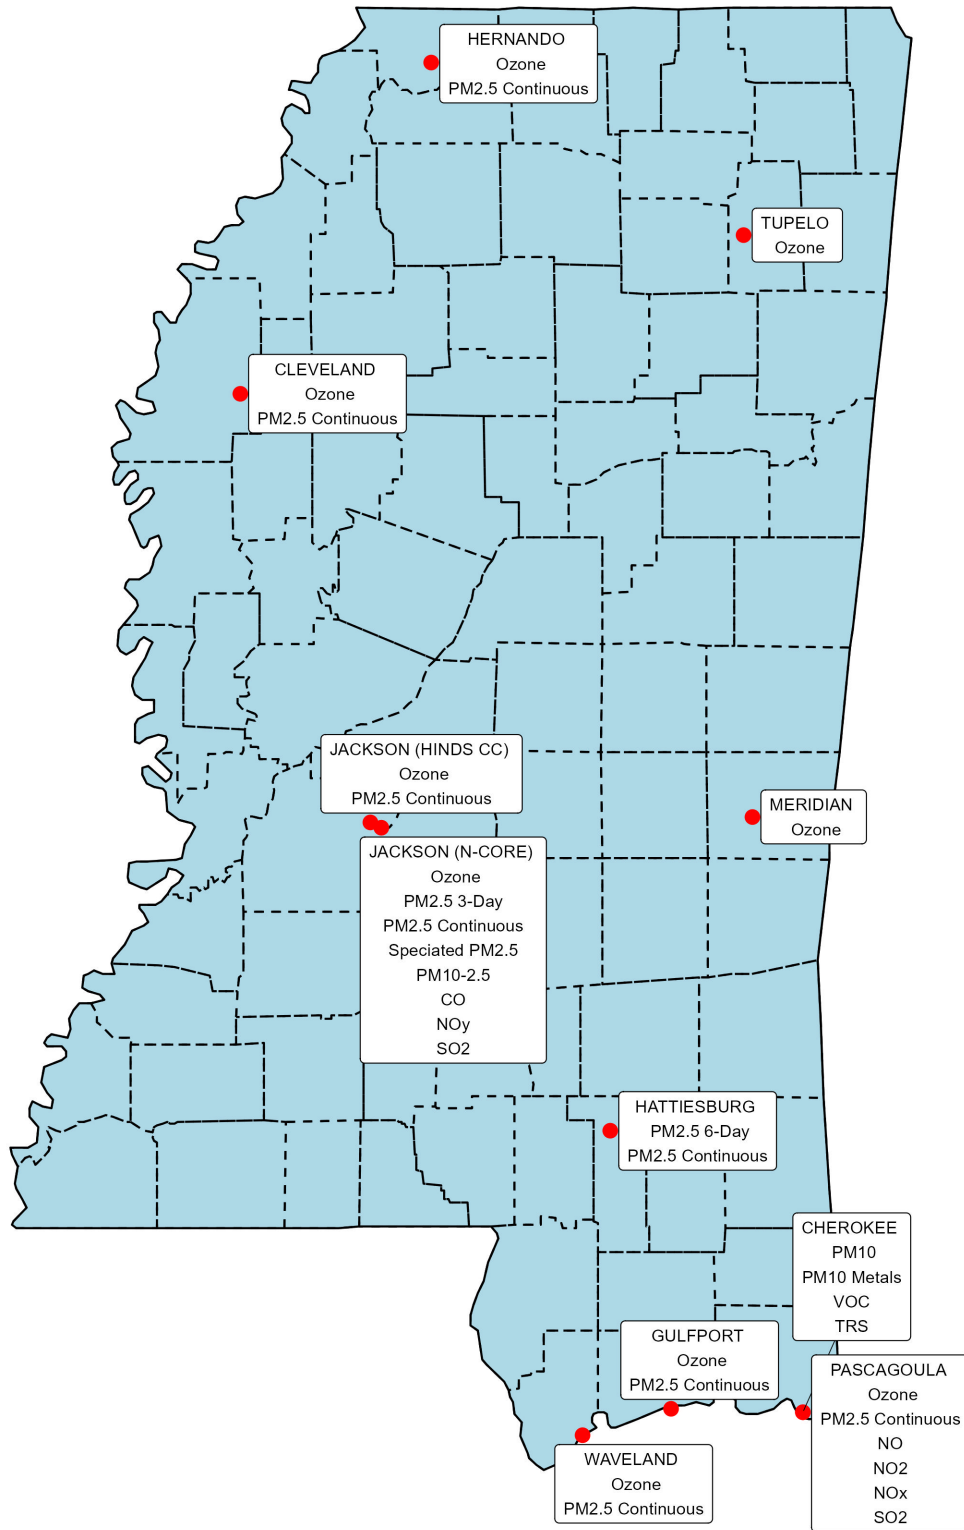 HERNANDO
Ozone
PM2.5 Continuous
TUPELO
Ozone
CLEVELAND
Ozone
PM2.5 Continuous
JACKSON (HINDS CC)
Ozone
PM2.5 Continuous
MERIDIAN
Ozone
JACKSON (N-CORE)
Ozone
PM2.5 3-Day
PM2.5 Continuous
Speciated PM2.5
PM10-2.5
CO
NOy
SO2
HATTIESBURG
PM2.5 6-Day
PM2.5 Continuous
CHEROKEE
PM10
PM10 Metals
VOC
TRS
GULFPORT
Ozone
PM2.5 Continuous
PASCAGOULA
Ozone
PM2.5 Continuous
NO
NO2
NOx
SO2
WAVELAND
Ozone
PM2.5 Continuous